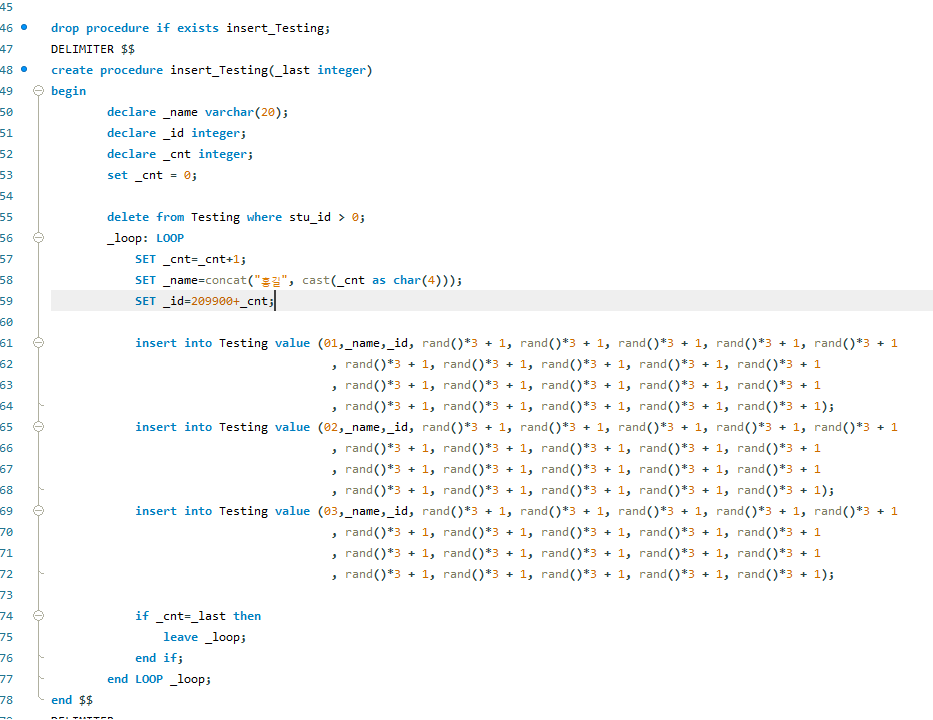 45
46 drop procedure if exists insert_Testing;
47 DELIMITER $$
48 create procedure insert_Testing(_last integer)
49 begin
50 declare _name varchar(20);
51 declare _id integer;
52 declare _cnt integer;
53 set _cnt = 0;
54
55 delete from Testing where stu_id > 0;
56 _loop: LOOP
57 SET _cnt=_cnt+1;
58 SET _name=concat("홍길", cast(_cnt as char(4)));
59 SET _id=209900+_cnt;
60
61 insert into Testing value (01,_name,_id, rand()*3 + 1, rand()*3 + 1, rand()*3 + 1, rand()*3 + 1, rand()*3 + 1
62 , rand()*3 + 1, rand()*3 + 1, rand()*3 + 1, rand()*3 + 1, rand()*3 + 1
63 , rand()*3 + 1, rand()*3 + 1, rand()*3 + 1, rand()*3 + 1, rand()*3 + 1
64 , rand()*3 + 1, rand()*3 + 1, rand()*3 + 1, rand()*3 + 1, rand()*3 + 1);
65 insert into Testing value (02,_name,_id, rand()*3 + 1, rand()*3 + 1, rand()*3 + 1, rand()*3 + 1, rand()*3 + 1
66 , rand()*3 + 1, rand()*3 + 1, rand()*3 + 1, rand()*3 + 1, rand()*3 + 1
67 , rand()*3 + 1, rand()*3 + 1, rand()*3 + 1, rand()*3 + 1, rand()*3 + 1
68 , rand()*3 + 1, rand()*3 + 1, rand()*3 + 1, rand()*3 + 1, rand()*3 + 1);
69 insert into Testing value (03,_name,_id, rand()*3 + 1, rand()*3 + 1, rand()*3 + 1, rand()*3 + 1, rand()*3 + 1
70 , rand()*3 + 1, rand()*3 + 1, rand()*3 + 1, rand()*3 + 1, rand()*3 + 1
71 , rand()*3 + 1, rand()*3 + 1, rand()*3 + 1, rand()*3 + 1, rand()*3 + 1
72 , rand()*3 + 1, rand()*3 + 1, rand()*3 + 1, rand()*3 + 1, rand()*3 + 1);
73
74 if _cnt=_last then
75 leave _loop;
76 end if;
77 end LOOP _loop;
78 end $$
79 DELIMITER